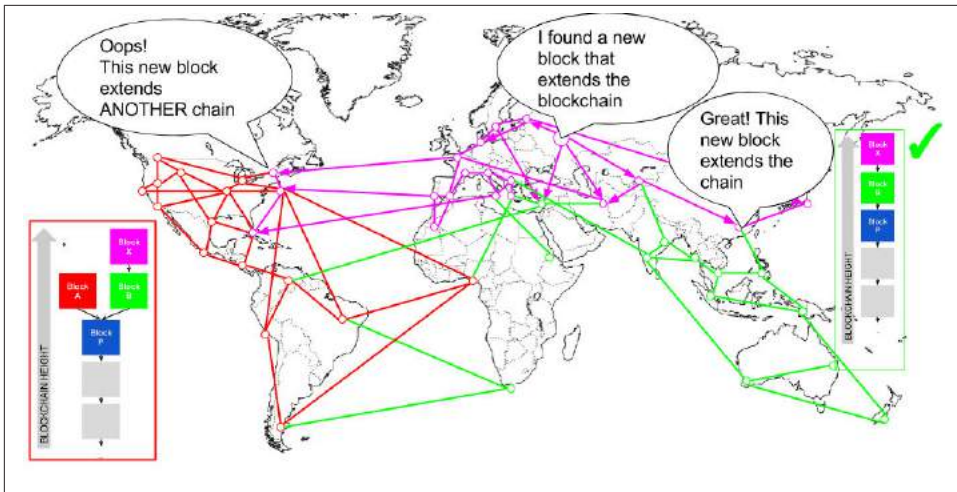 Oops!
This new block
extends
ANOTHER chain
I found a new
block that
extends the
blockchain
Great! This
new block
extends the
chain
BLOCKCHAIN HEIGHT
Block
X
Block
A
Block
B
Block
P
BLOCKCHAIN HEIGHT
Block
X
Block
B
Block
P